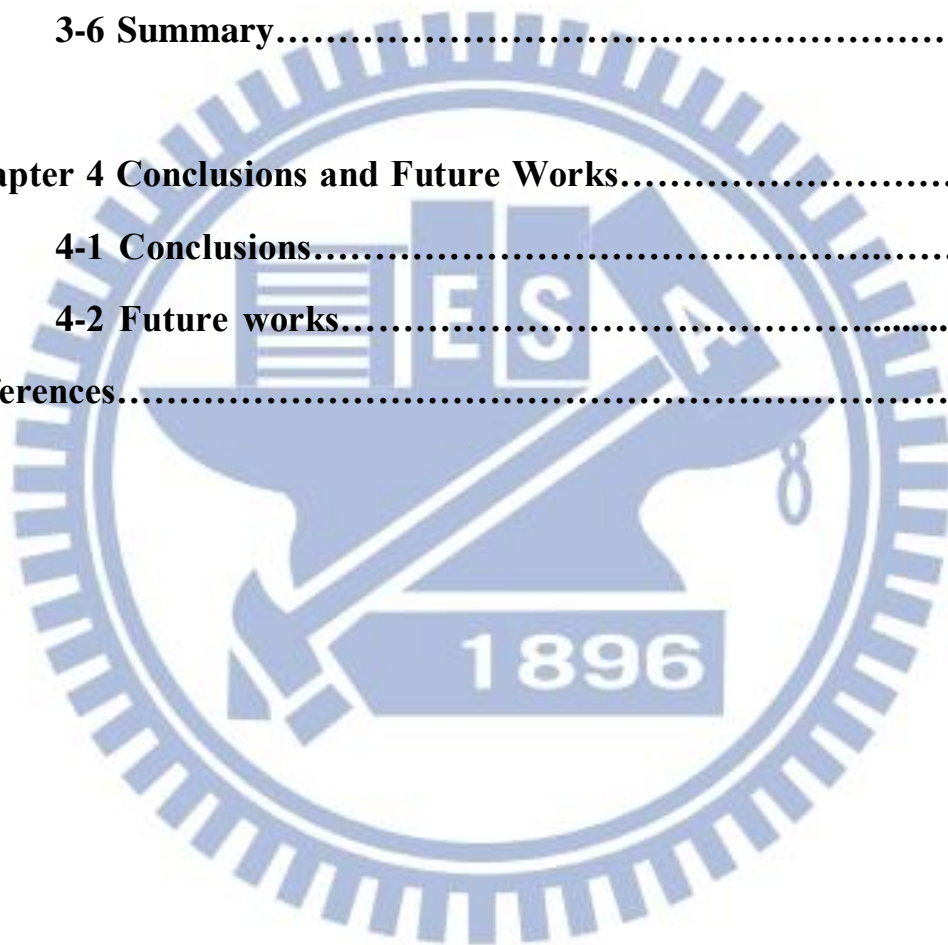 3-6 Summary……………………………………………………
apter 4 Conclusions and Future Works……………………………
4-1 Conclusions……………………………………………..……
4-2 Future works…………………………………………..........
ferences…………………………………………………………………
E S A
1896